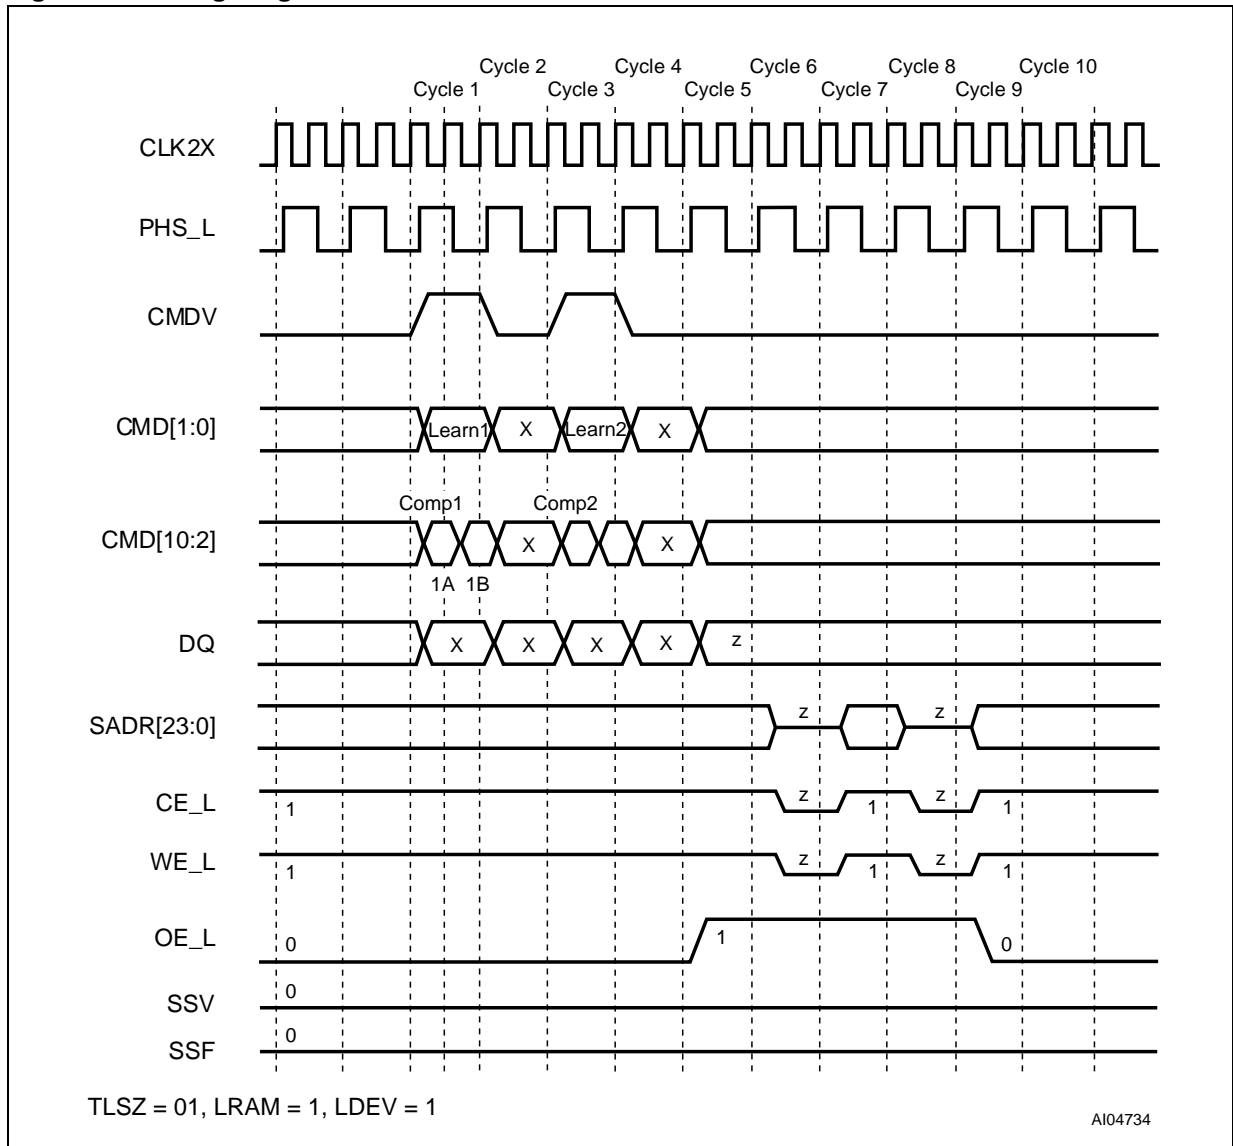 Cycle 2 Cycle 4 Cycle 6 Cycle 8 Cycle 10
Cycle 1 Cycle 3 Cycle 5 Cycle 7 Cycle 9
CLK2X
PHS_L
CMDV
CMD[1:0] Learn1 X Learn2 X
Comp1 Comp2
CMD[10:2] X X
1A 1B
DQ X X X X z
SADR[23:0] z z
CE_L 1 z 1 z 1
WE_L 1 z 1 z 1
OE_L 0 1 0
SSV 0
SSF 0
TLSZ = 01, LRAM = 1, LDEV = 1
AI04734